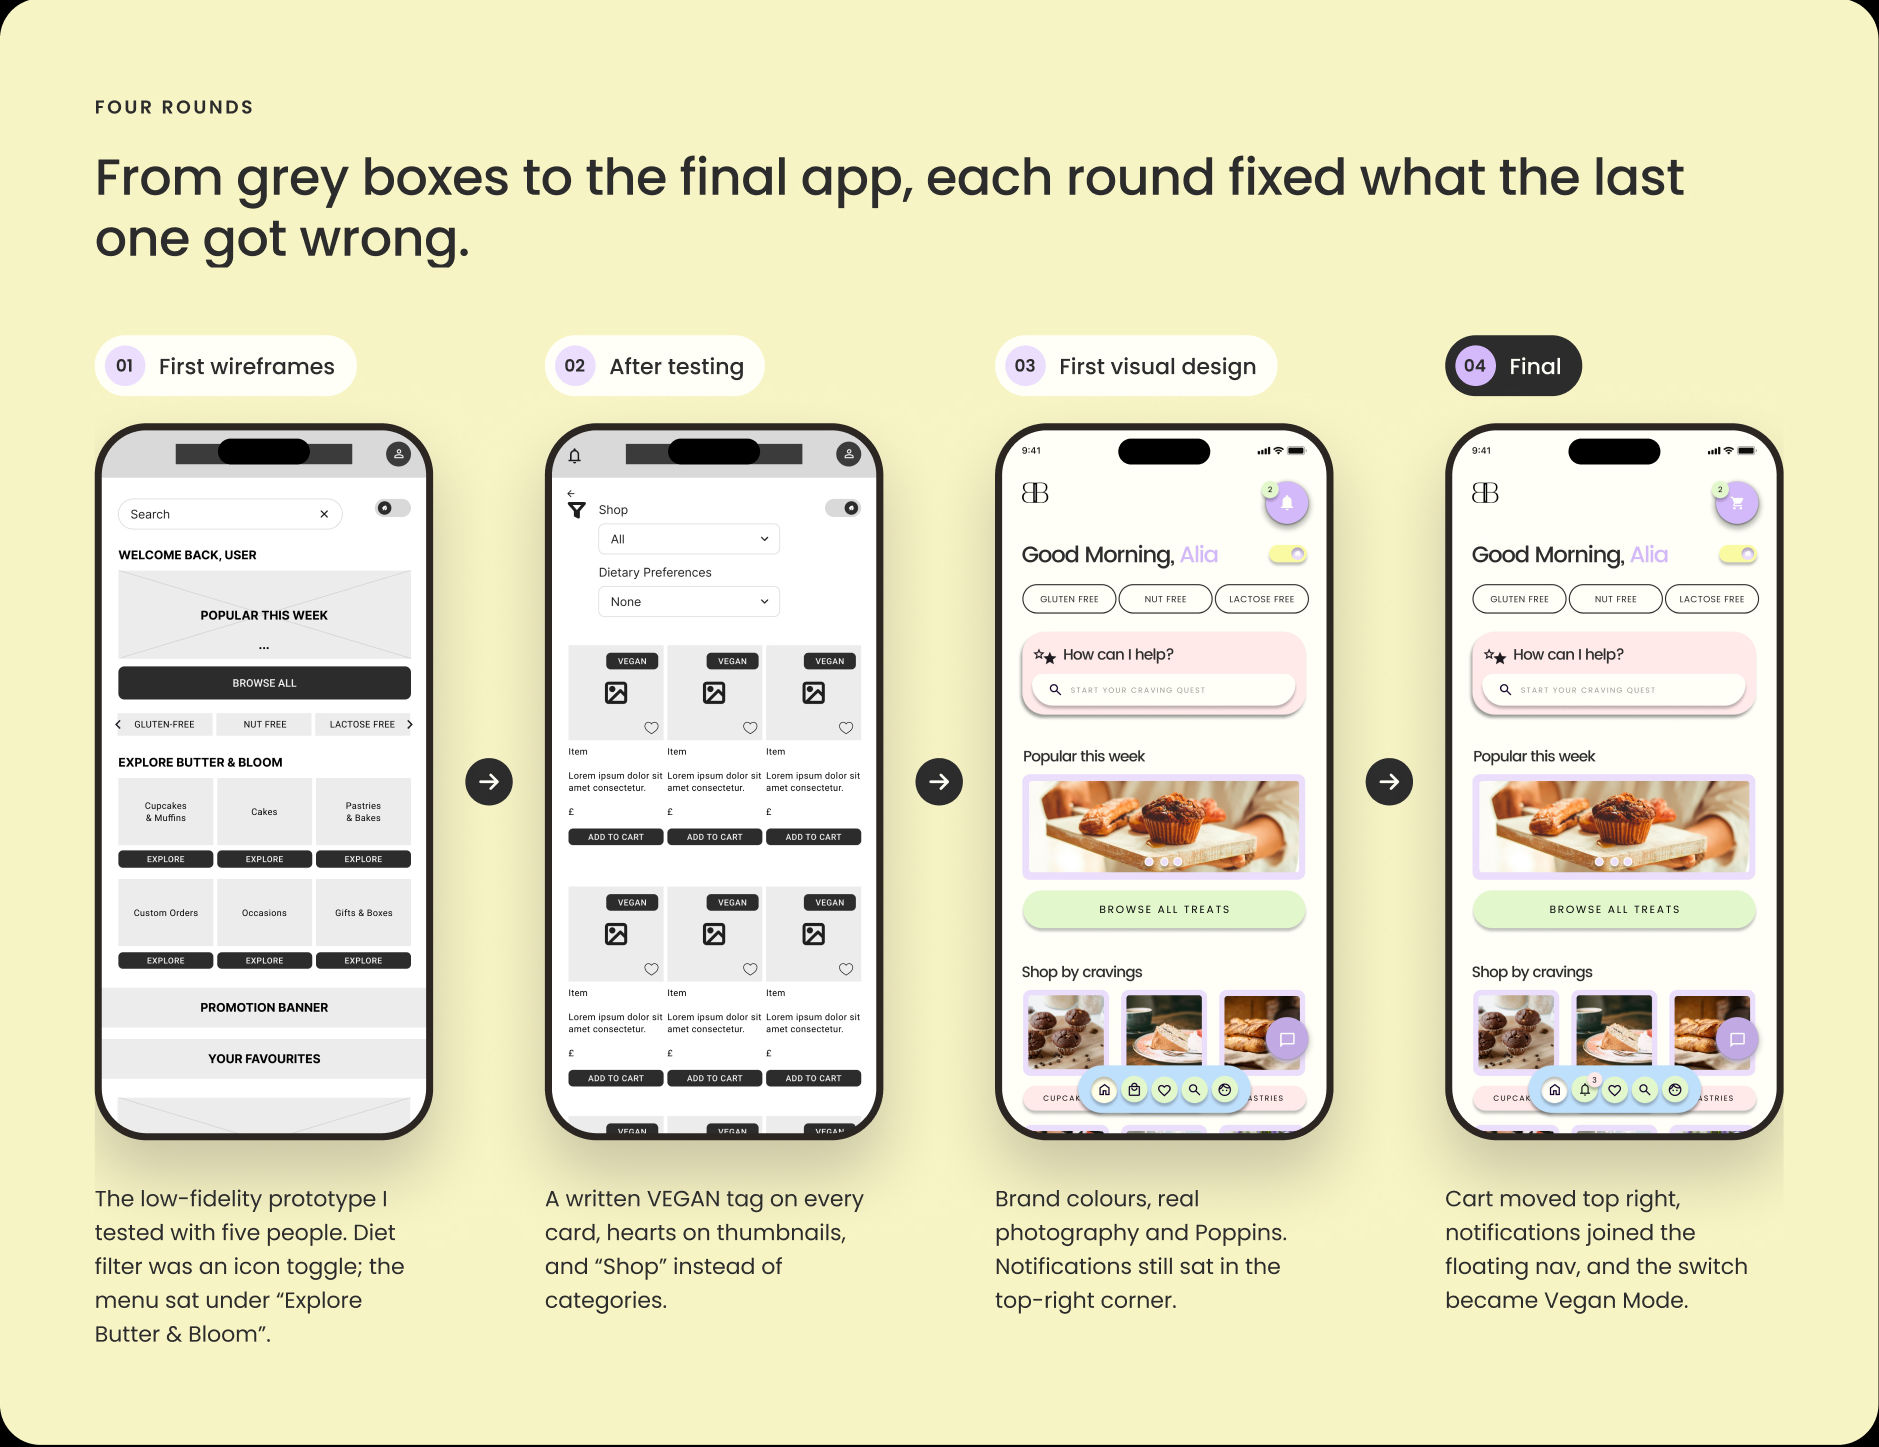 FOUR ROUNDS
From grey boxes to the final app, each round fixed what the last
one got wrong.
01 First wireframes
Search
WELCOME BACK, USER
POPULAR THIS WEEK
...
BROWSE ALL
GLUTEN-FREE NUT FREE LACTOSE FREE
EXPLORE BUTTER & BLOOM
Cupcakes
& Muffins
Cakes
Pastries
& Bakes
EXPLORE EXPLORE EXPLORE
Custom Orders Occasions Gifts & Boxes
EXPLORE EXPLORE EXPLORE
PROMOTION BANNER
YOUR FAVOURITES
The low-fidelity prototype I
tested with five people. Diet
filter was an icon toggle; the
menu sat under “Explore
Butter & Bloom”.
02 After testing
Shop
All
Dietary Preferences
None
VEGAN VEGAN VEGAN
Item Item Item
Lorem ipsum dolor sit Lorem ipsum dolor sit Lorem ipsum dolor sit
amet consectetur. amet consectetur. amet consectetur.
£ £ £
ADD TO CART ADD TO CART ADD TO CART
VEGAN VEGAN VEGAN
Item Item Item
Lorem ipsum dolor sit Lorem ipsum dolor sit Lorem ipsum dolor sit
amet consectetur. amet consectetur. amet consectetur.
£ £ £
ADD TO CART ADD TO CART ADD TO CART
VEGAN VEGAN VEGAN
A written VEGAN tag on every
card, hearts on thumbnails,
and “Shop” instead of
categories.
03 First visual design
9:41
BB
2
Good Morning, Alia
GLUTEN FREE NUT FREE LACTOSE FREE
How can I help?
START YOUR CRAVING QUEST
Popular this week
BROWSE ALL TREATS
Shop by cravings
CUPCAK ASTRIES
Brand colours, real
photography and Poppins.
Notifications still sat in the
top-right corner.
04 Final
9:41
BB
2
Good Morning, Alia
GLUTEN FREE NUT FREE LACTOSE FREE
How can I help?
START YOUR CRAVING QUEST
Popular this week
BROWSE ALL TREATS
Shop by cravings
3
CUPCAK ASTRIES
Cart moved top right,
notifications joined the
floating nav, and the switch
became Vegan Mode.